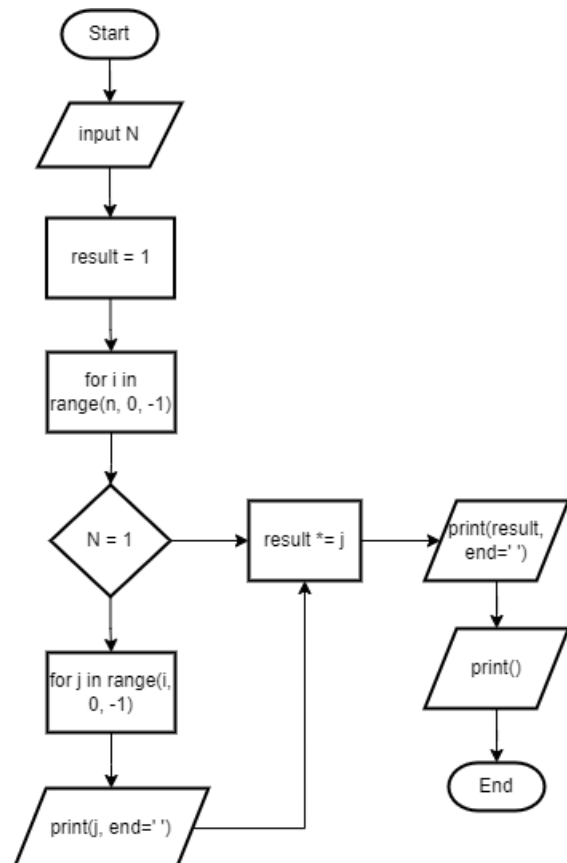 Start
input N
result = 1
for i in
range(n, 0, -1)
N = 1
result *= j
print(result,
end=' ')
for j in range(i,
0, -1)
print()
print(j, end=' ')
End